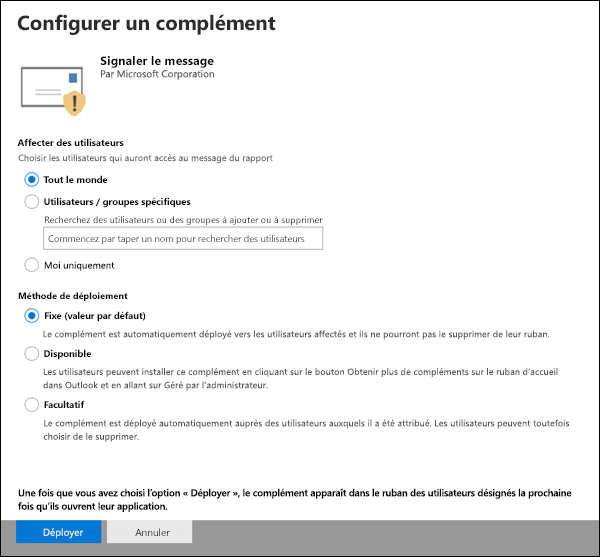 Configurer un complément
Signaler le message
Par Microsoft Corporation
Affecter des utilisateurs
Choisir les utilisateurs qui auront accès au message du rapport
Tout le monde
Utilisateurs / groupes spécifiques
Recherchez des utilisateurs ou des groupes à ajouter ou à supprimer
Commencez par taper un nom pour rechercher des utilisateurs
Moi uniquement
Méthode de déploiement
Fixe (valeur par défaut)
Le complément est automatiquement déployé vers les utilisateurs affectés et ils ne pourront pas le supprimer de leur ruban.
Disponible
Les utilisateurs peuvent installer ce complément en cliquant sur le bouton Obtenir plus de compléments sur le ruban d'accueil
dans Outlook et en allant sur Géré par l'administrateur.
Facultatif
Le complément est déployé automatiquement auprès des utilisateurs auxquels il a été attribué. Les utilisateurs peuvent toutefois
choisir de le supprimer.
Une fois que vous avez choisi l'option « Déployer », le complément apparaît dans le ruban des utilisateurs désignés la prochaine
fois qu'ils ouvrent leur application.
Déployer
Annuler